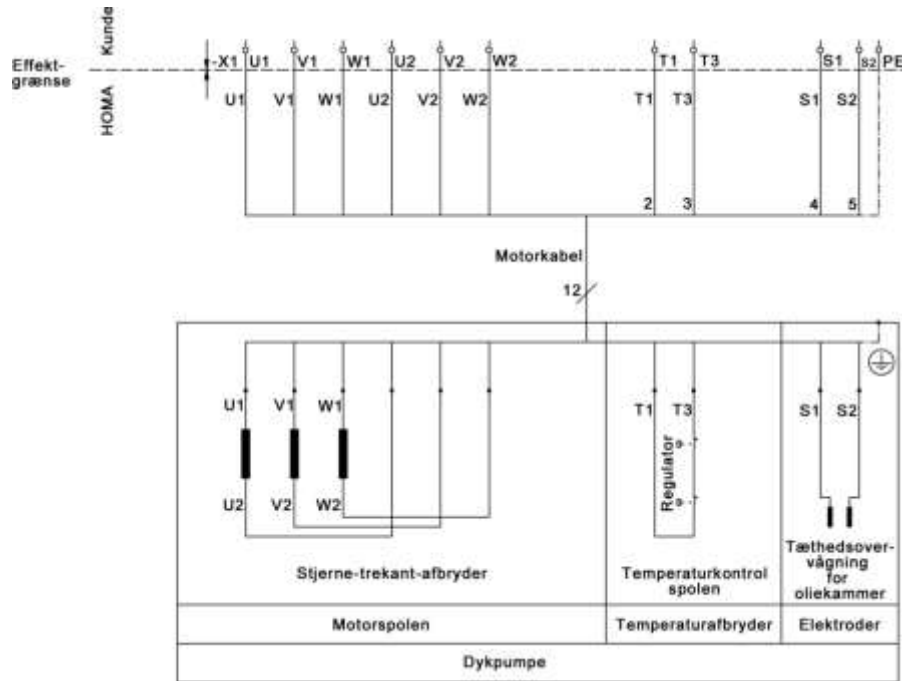 Kunde
Effekt-
grænse
HOMA
-X1 U1 V1 W1 U2 V2 W2 T1 T3 S1 S2 PE
U1 V1 W1 U2 V2 W2 T1 T3 S1 S2
2 3 4 5
Motorkabel
12
U1 V1 W1 T1 T3 S1 S2
Regulator
U2 V2 W2
Stjerne-trekant-afbryder
Temperaturkontrol
spolen
Tæthedsover-
vågning
for
oliekammer
Motorspolen
Temperaturafbryder
Elektroder
Dykpumpe